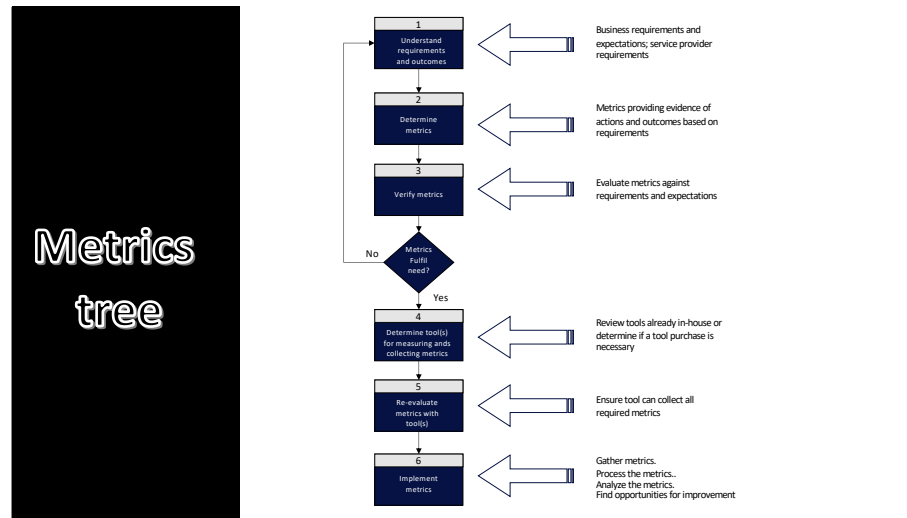 Metrics
tree
1
Understand
requirements
and outcomes
Business requirements and
expectations; service provider
requirements
2
Determine
metrics
Metrics providing evidence of
actions and outcomes based on
requirements
3
Verify metrics
Evaluate metrics against
requirements and expectations
Metrics
Fulfil
need?
No
Yes
4
Determine tool(s)
for measuring ands
collecting metrics
Review tools already in-house or
determine if a tool purchase is
necessary
5
Re-evaluate
metrics with
tool(s)
Ensure tool can collect all
required metrics
6
Implement
metrics
Gather metrics.
Process the metrics..
Analyze the metrics.
Find opportunities for improvement